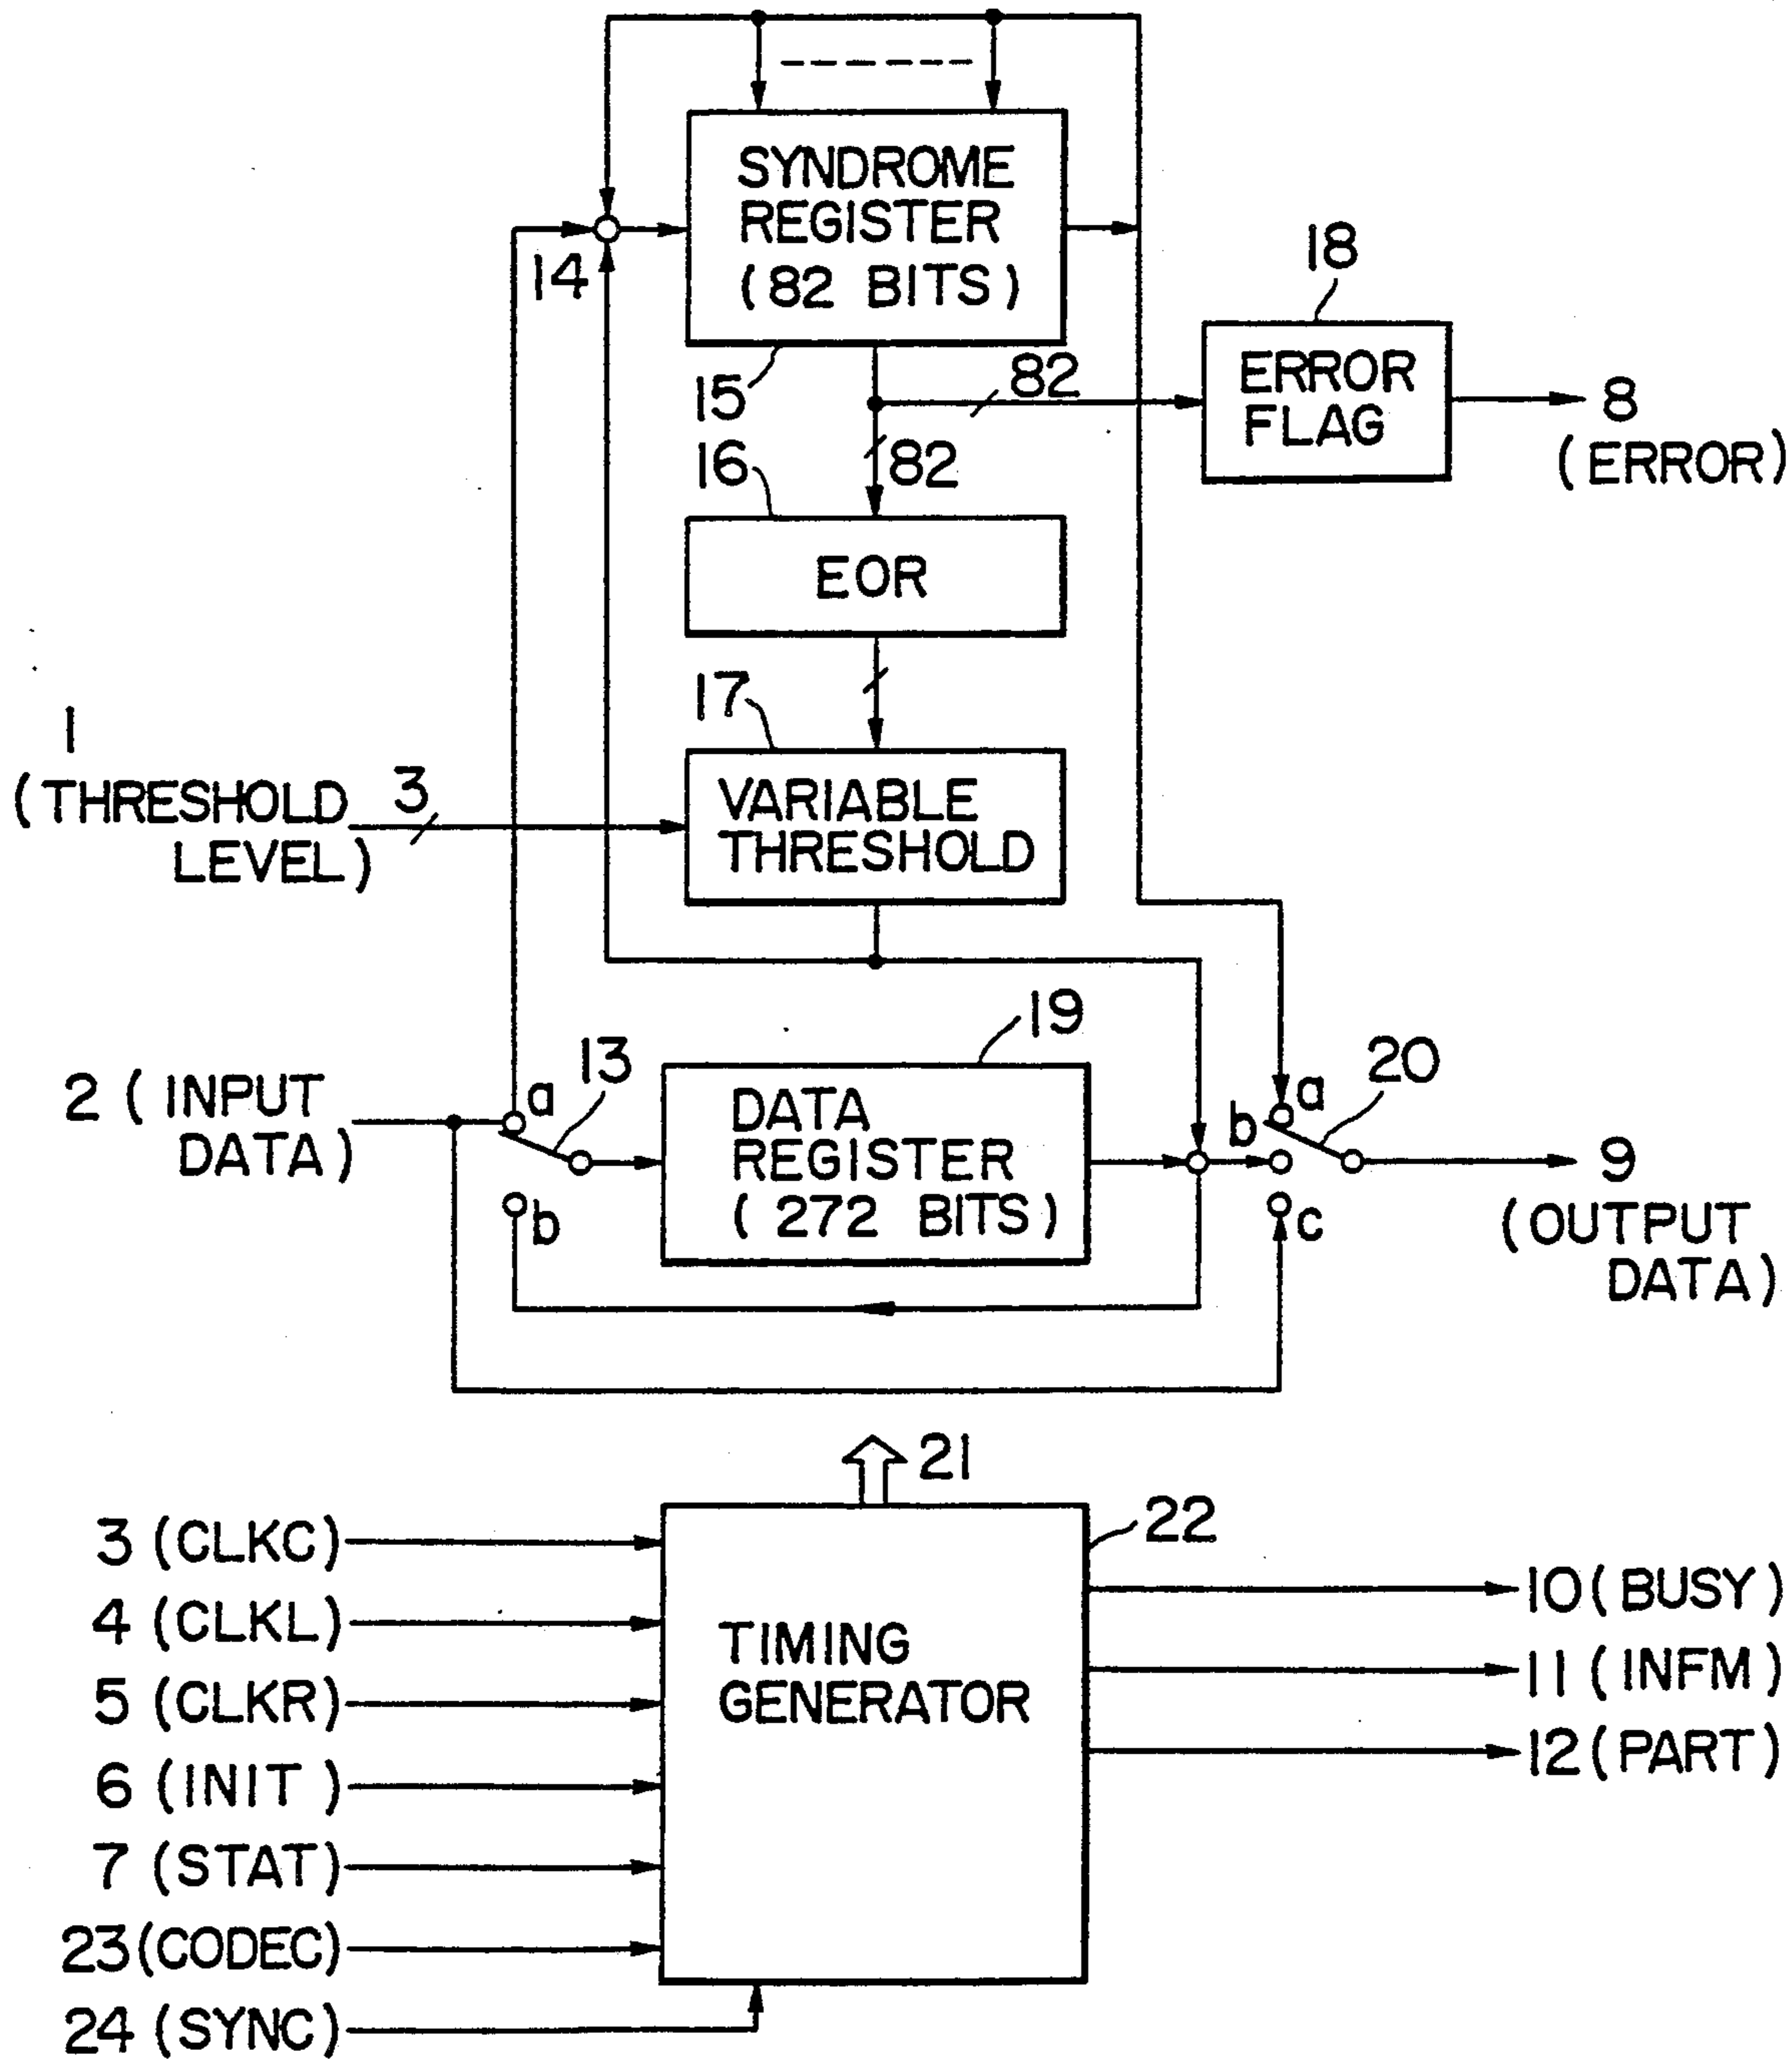 SYNDROME
REGISTER
(82 BITS)
14
15
82
18
ERROR
FLAG
8
(ERROR)
16
82
EOR
17
1
(THRESHOLD
LEVEL)
3
VARIABLE
THRESHOLD
2 (INPUT
DATA)
a
13
b
19
DATA
REGISTER
(272 BITS)
a
b
c
20
9
(OUTPUT
DATA)
21
22
3 (CLKC)
4 (CLKL)
5 (CLKR)
6 (INIT)
7 (STAT)
23 (CODEC)
24 (SYNC)
TIMING
GENERATOR
10 (BUSY)
11 (INFM)
12 (PART)